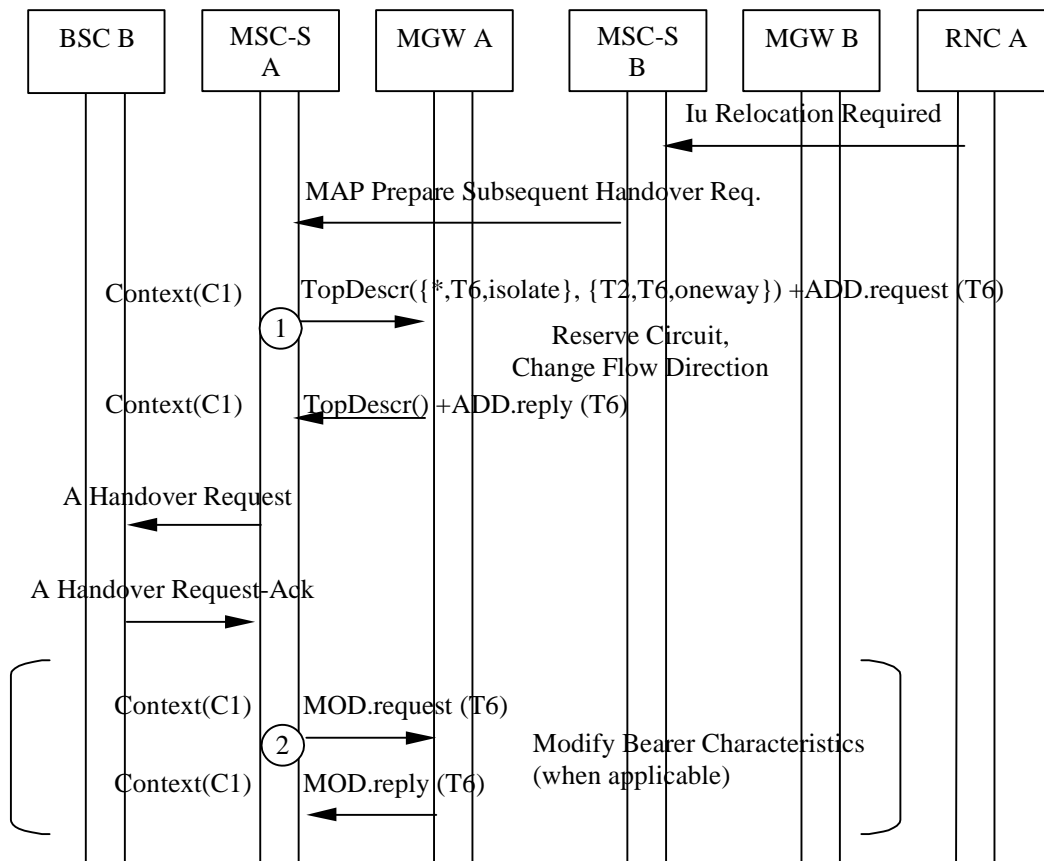 BSC B
MSC-S
A
MGW A
MSC-S
B
MGW B
RNC A
Iu Relocation Required
MAP Prepare Subsequent Handover Req.
Context(C1)
TopDescr({*,T6,isolate}, {T2,T6,oneway}) +ADD.request (T6)
1
Reserve Circuit,
Change Flow Direction
Context(C1)
TopDescr() +ADD.reply (T6)
A Handover Request
A Handover Request-Ack
Context(C1)
MOD.request (T6)
2
Modify Bearer Characteristics
(when applicable)
Context(C1)
MOD.reply (T6)